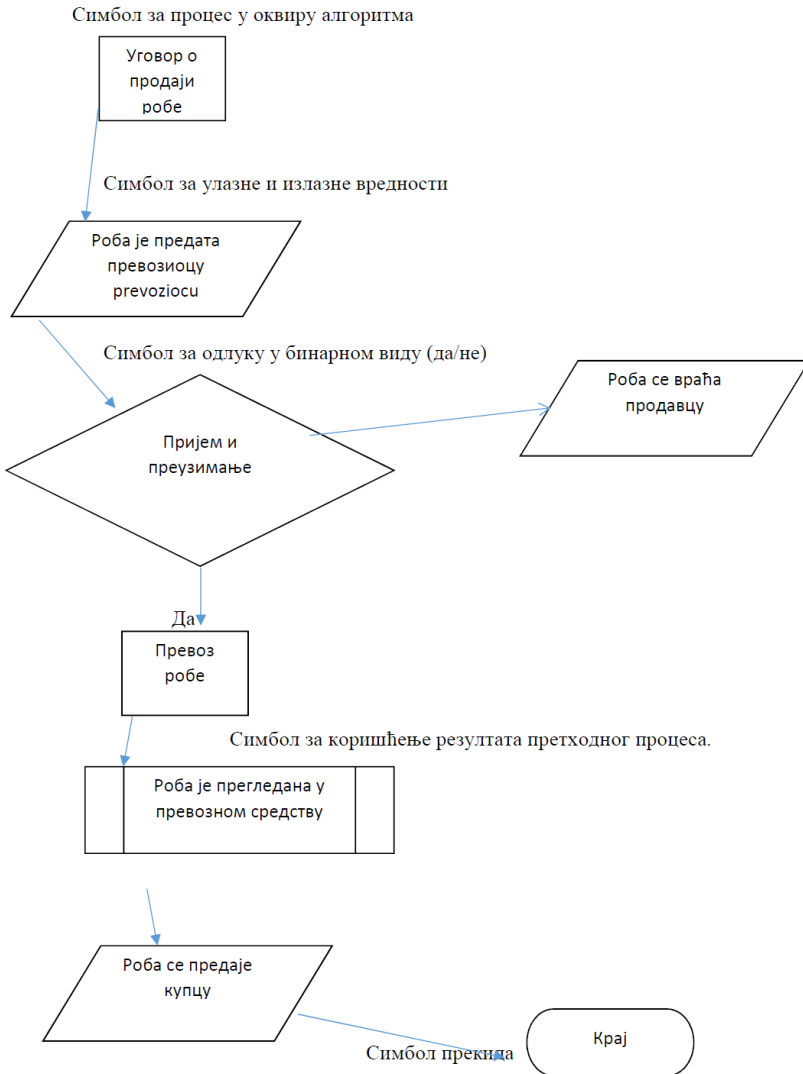 Симбол за процес у оквиру алгоритма
Уговор о
продаји
робе
Симбол за улазне и излазне вредности
Роба је предата
превозиоцу
prevoziocu
Симбол за одлуку у бинарном виду (да/не)
Роба се враћа
продавцу
Пријем и
преузимање
Да
Превоз
робе
Симбол за коришћење резултата претходног процеса.
Роба је прегледана у
превозном средству
Роба се предаје
купцу
Симбол прекида
Крај